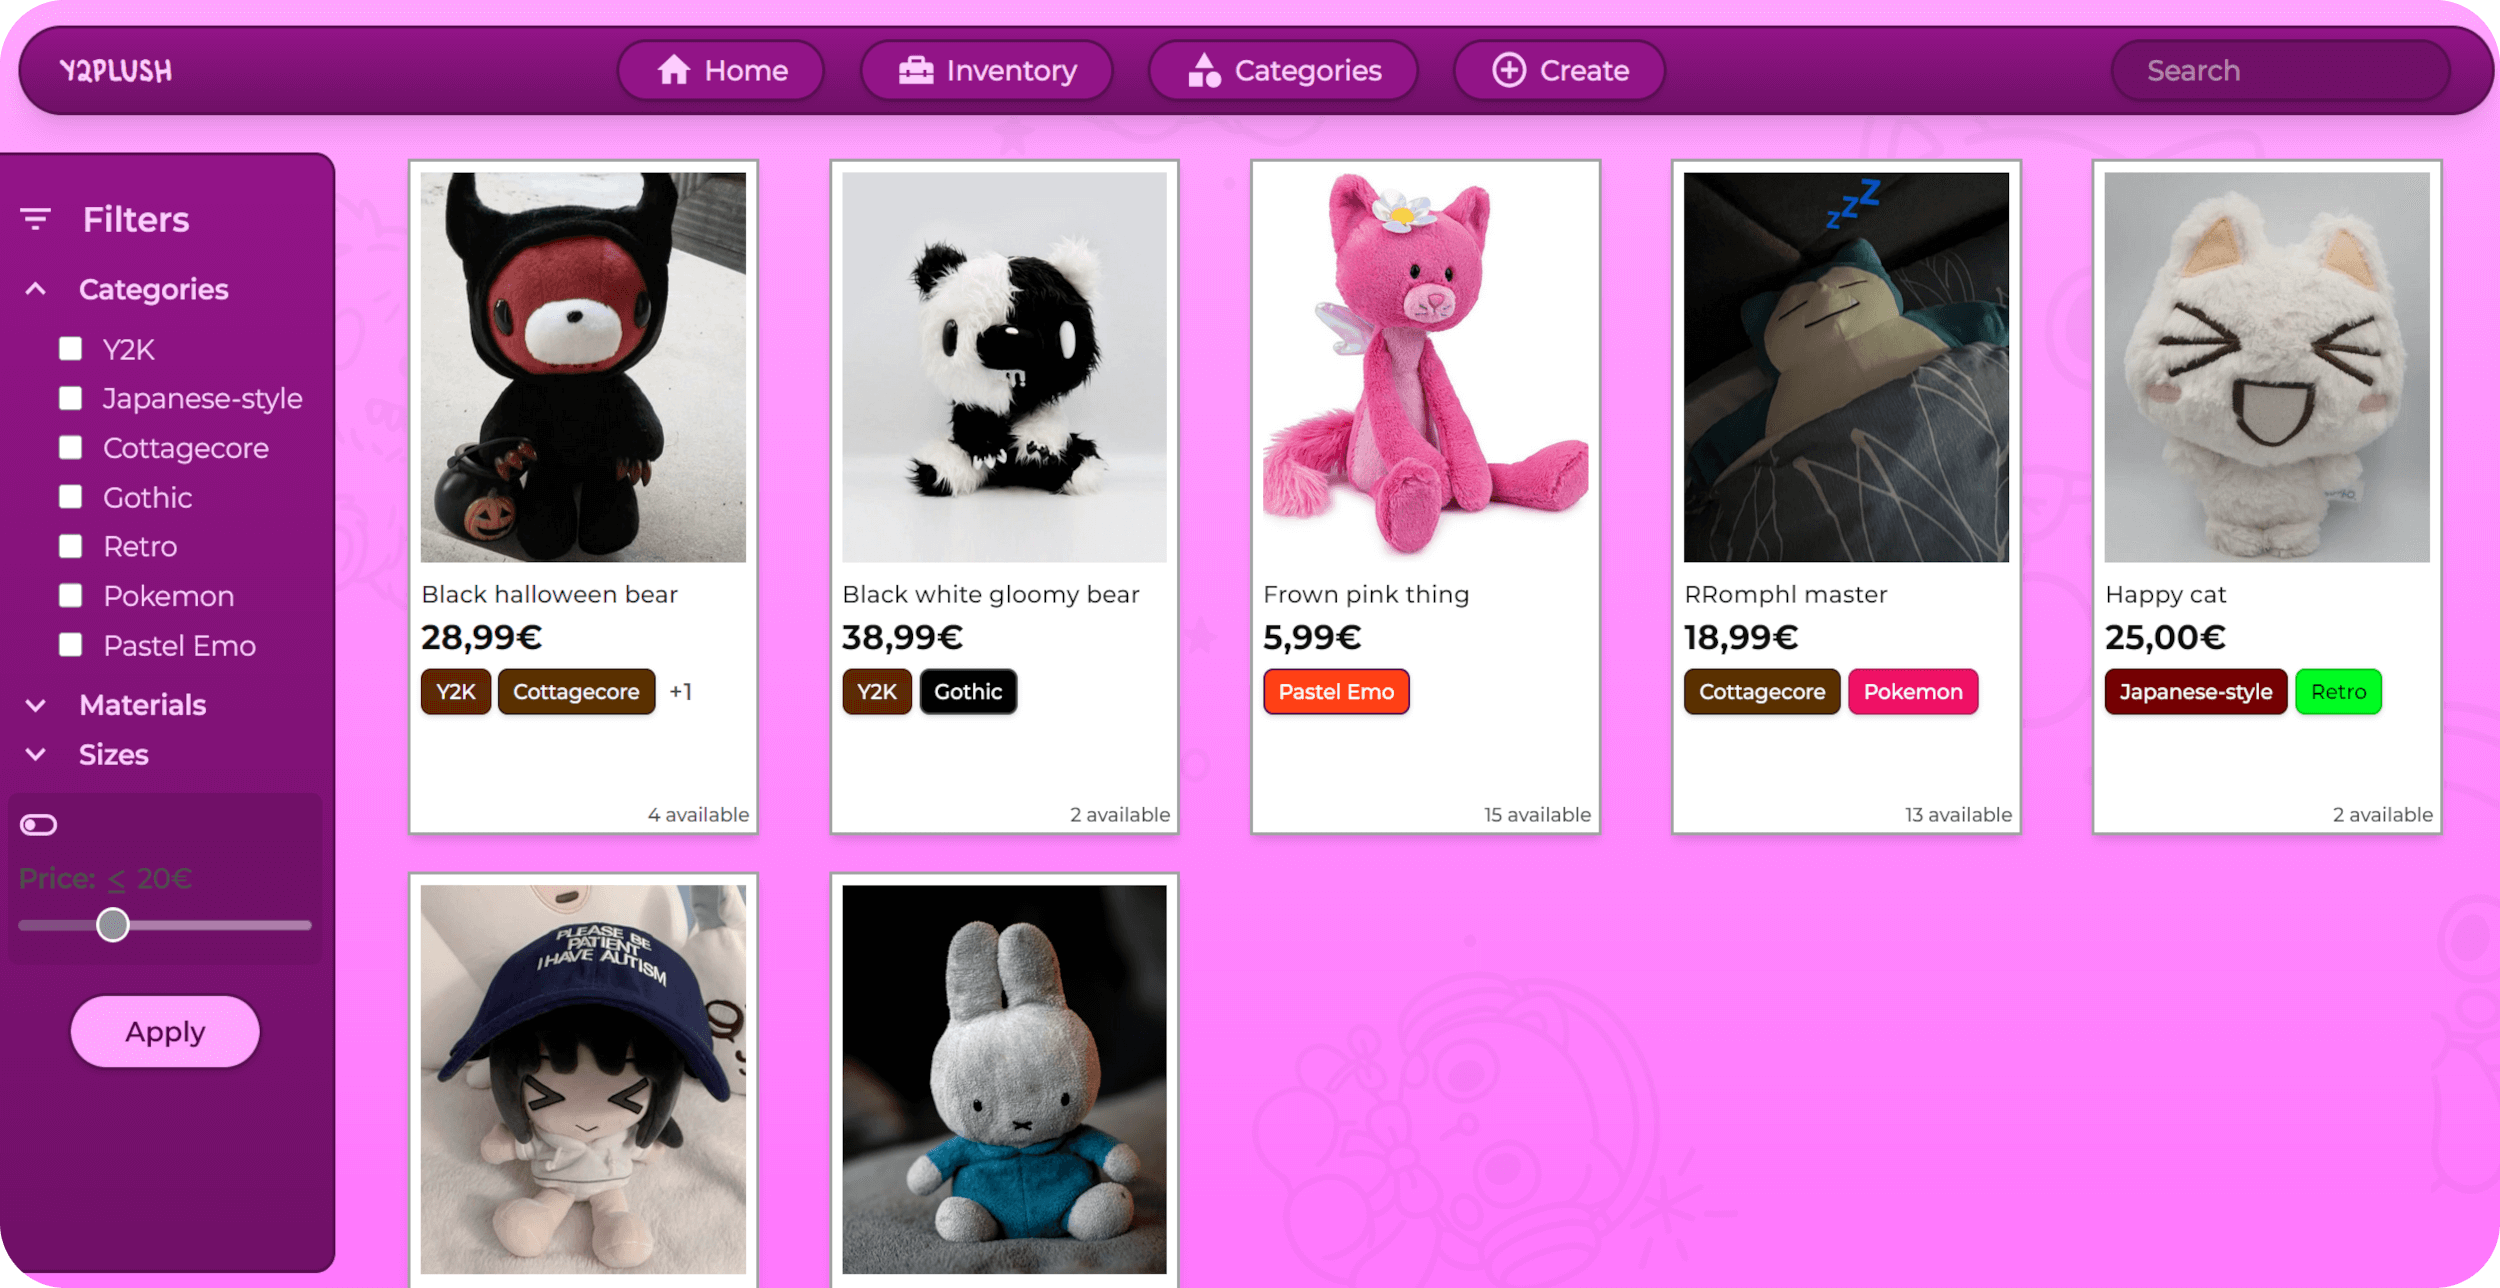 Y2PLUSH
Home
Inventory
Categories
Create
Search
Filters
Categories
Y2K
Japanese-style
Cottagecore
Gothic
Retro
Pokemon
Pastel Emo
Materials
Sizes
Price: ≤ 20€
Apply
Black halloween bear
28,99€
Y2K Cottagecore +1
4 available
Black white gloomy bear
38,99€
Y2K Gothic
2 available
Frown pink thing
5,99€
Pastel Emo
15 available
zzz
RRomphl master
18,99€
Cottagecore Pokemon
13 available
Happy cat
25,00€
Japanese-style Retro
2 available
PLEASE BE
PATIENT
I HAVE AUTISM